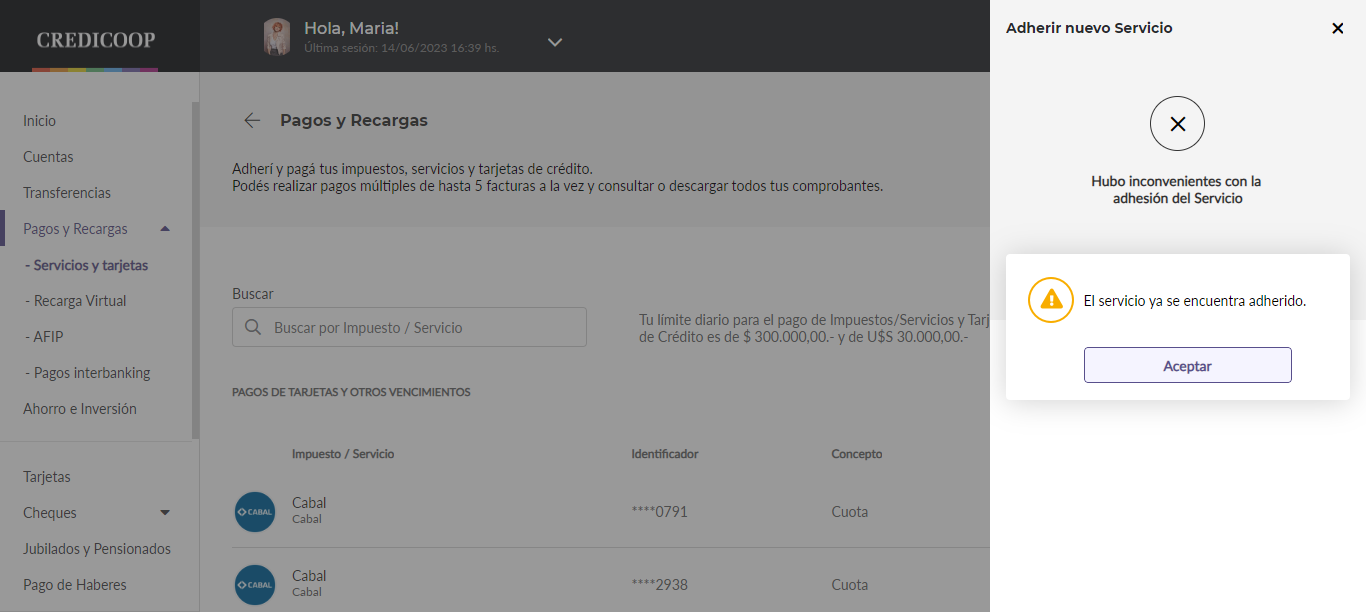 CREDICOOP
Hola, Maria!
Última sesión: 14/06/2023 16:39 hs.
Inicio
Cuentas
Transferencias
Pagos y Recargas
- Servicios y tarjetas
- Recarga Virtual
- AFIP
- Pagos interbanking
Ahorro e Inversión
Tarjetas
Cheques
Jubilados y Pensionados
Pago de Haberes
Pagos y Recargas
Adherí y pagá tus impuestos, servicios y tarjetas de crédito.
Podés realizar pagos múltiples de hasta 5 facturas a la vez y consultar o descargar todos tus comprobantes.
Buscar
Buscar por Impuesto / Servicio
Tu límite diario para el pago de Impuestos/Servicios y Tarj
de Crédito es de $ 300.000,00.- y de U$S 30.000,00.-
PAGOS DE TARJETAS Y OTROS VENCIMIENTOS
Impuesto / Servicio Identificador Concepto
CABAL Cabal ****0791 Cuota
Cabal
CABAL Cabal ****2938 Cuota
Cabal
Adherir nuevo Servicio
Hubo inconvenientes con la
adhesión del Servicio
El servicio ya se encuentra adherido.
Aceptar